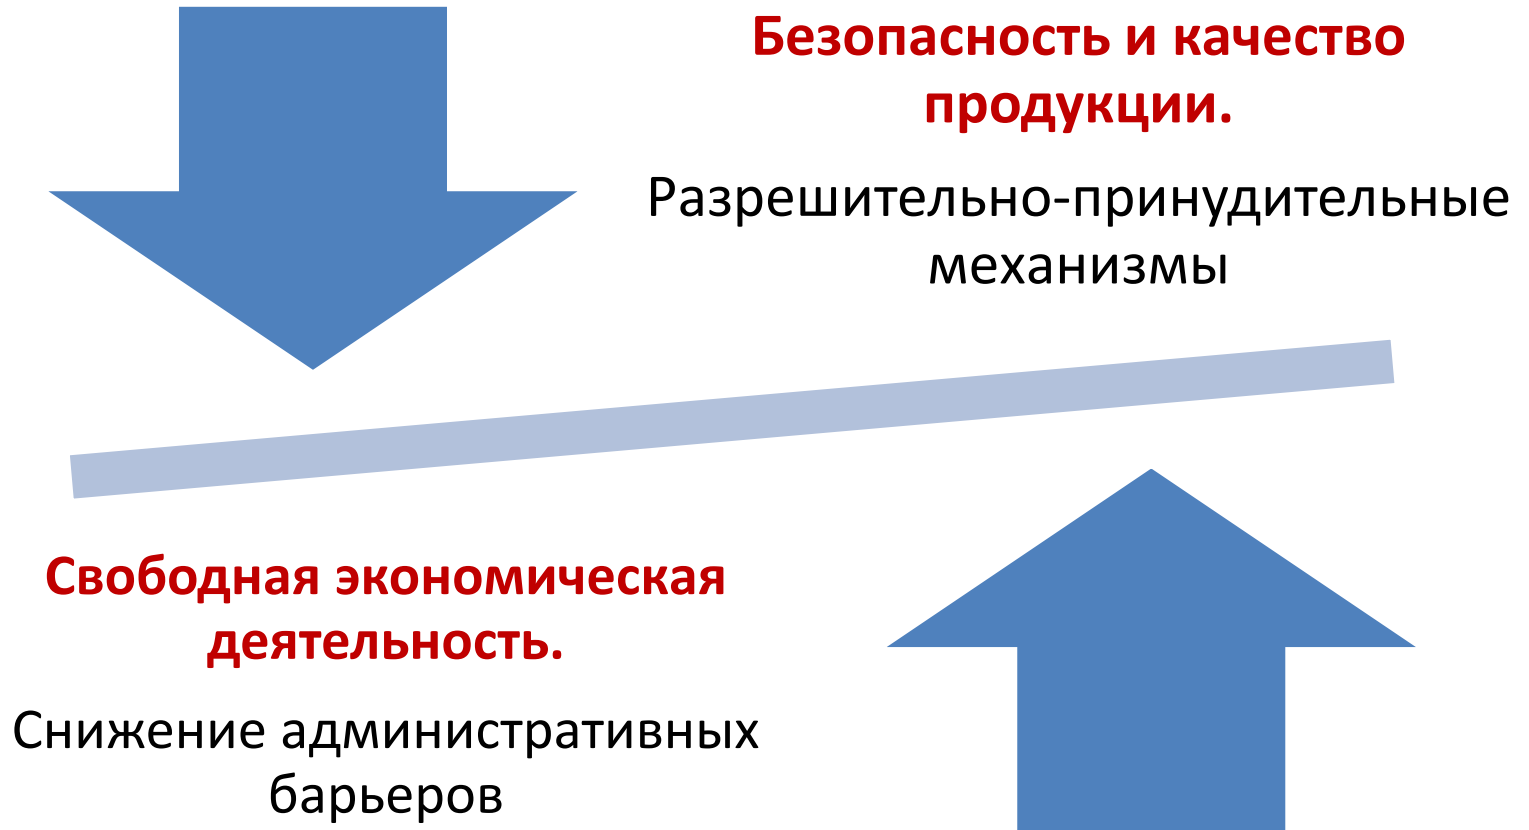 Безопасность и качество
продукции.
Разрешительно-принудительные
механизмы
Свободная экономическая
деятельность.
Снижение административных
барьеров